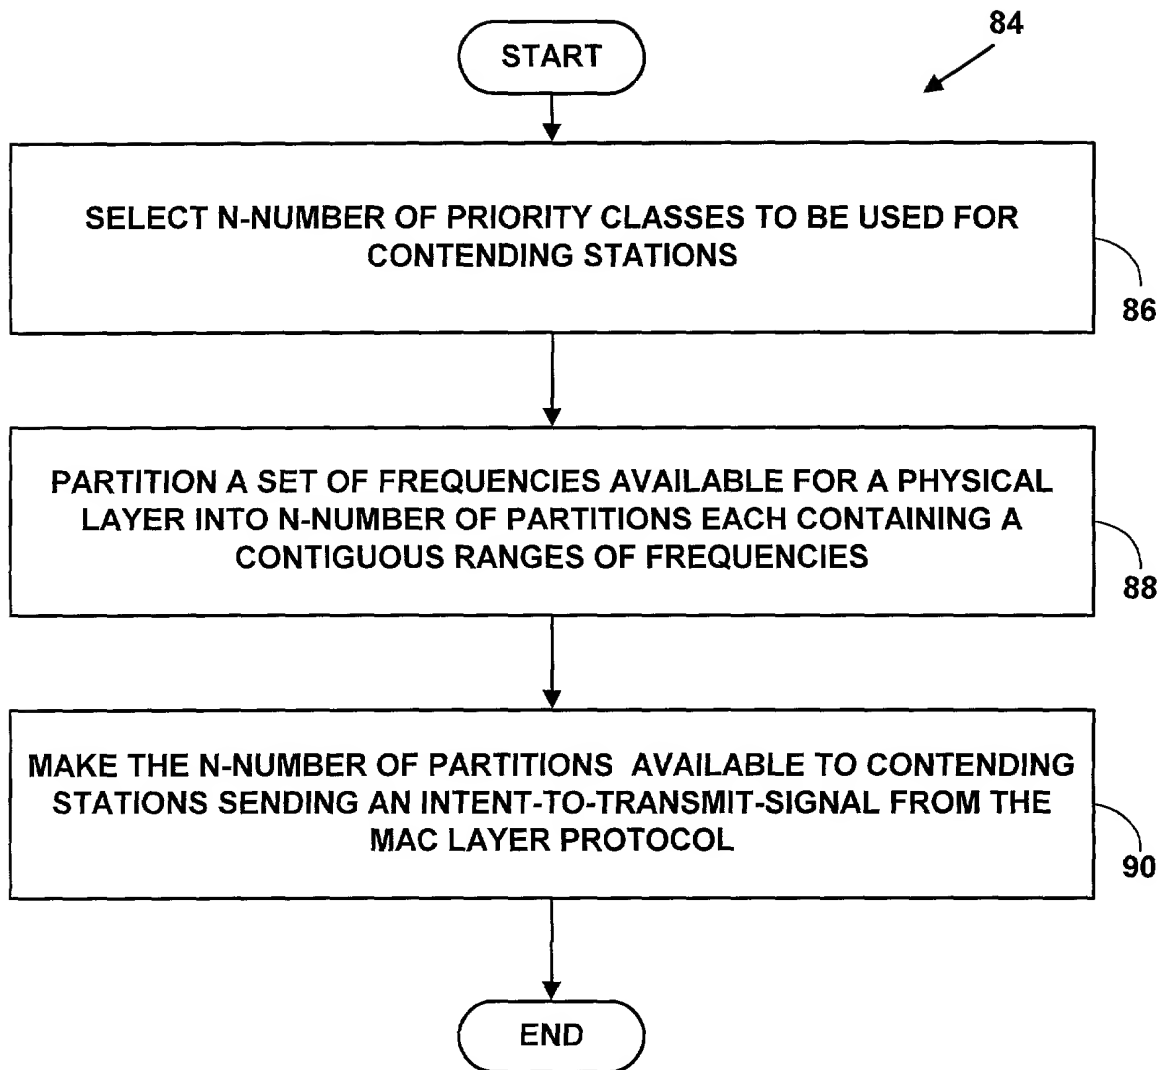 84
START
SELECT N-NUMBER OF PRIORITY CLASSES TO BE USED FOR
CONTENDING STATIONS
86
PARTITION A SET OF FREQUENCIES AVAILABLE FOR A PHYSICAL
LAYER INTO N-NUMBER OF PARTITIONS EACH CONTAINING A
CONTIGUOUS RANGES OF FREQUENCIES
88
MAKE THE N-NUMBER OF PARTITIONS AVAILABLE TO CONTENDING
STATIONS SENDING AN INTENT-TO-TRANSMIT-SIGNAL FROM THE
MAC LAYER PROTOCOL
90
END